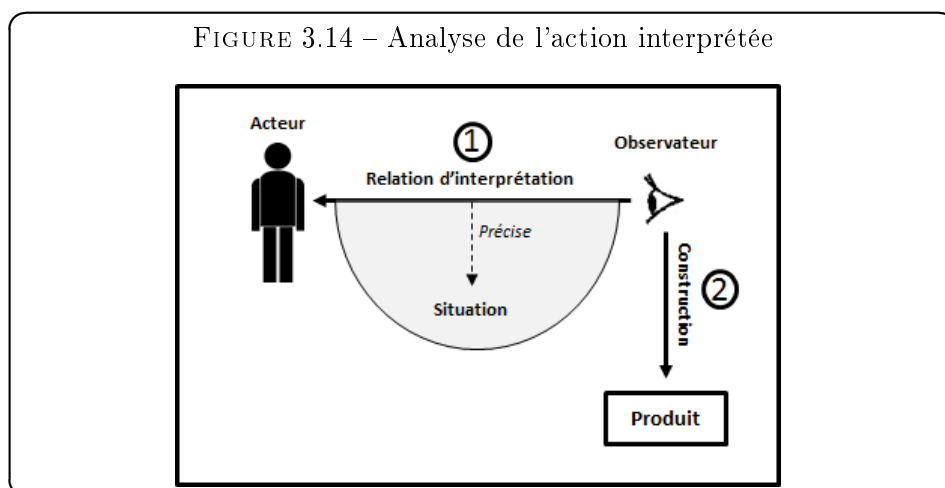 FIGURE 3.14 – Analyse de l'action interprétée
Acteur
1
Observateur
Relation d'interprétation
Précise
Situation
Construction
2
Produit